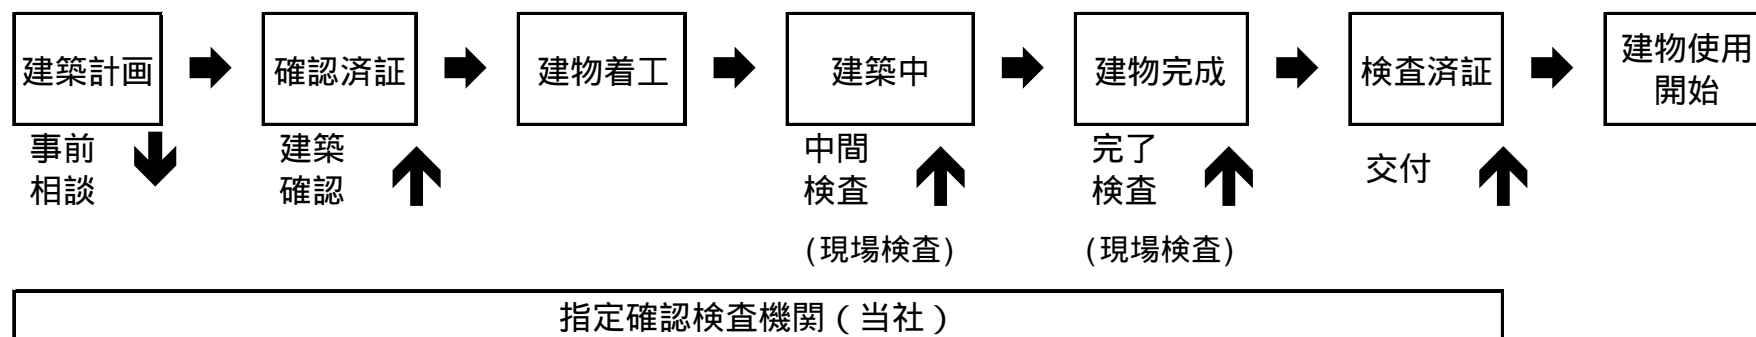 建築計画
確認済証
建物着工
建築中
建物完成
検査済証
建物使用
開始
事前
相談
建築
確認
中間
検査
(現場検査)
完了
検査
(現場検査)
交付
指定確認検査機関(当社)